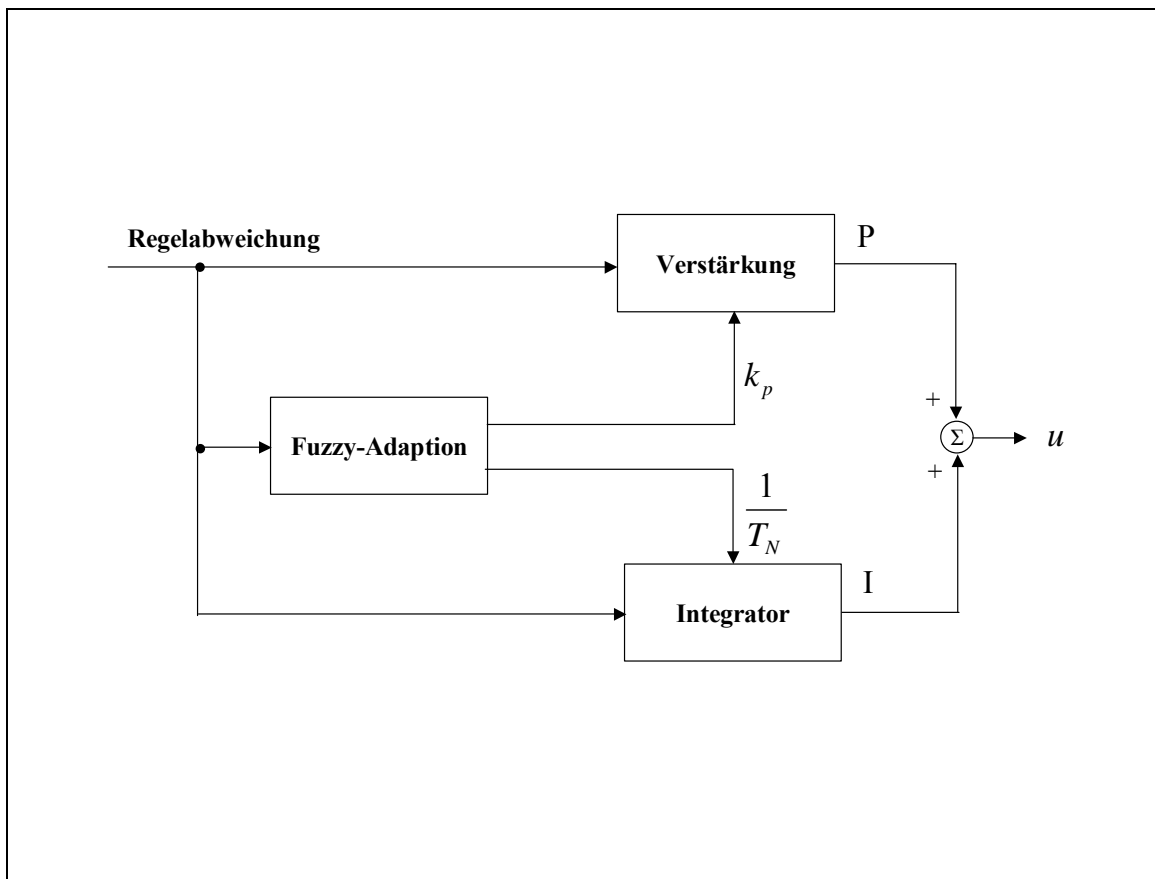 Regelabweichung
Verstärkung
P
k_p
+
Fuzzy-Adaption
Σ
u
+
1
T_N
Integrator
I